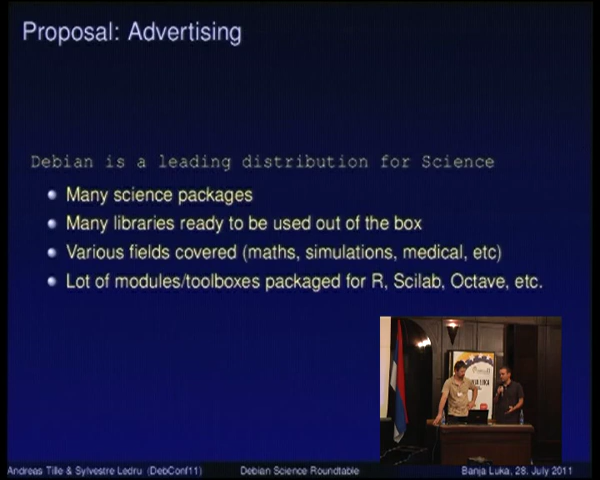 Proposal: Advertising
Debian is a leading distribution for Science
Many science packages
Many libraries ready to be used out of the box
Various fields covered (maths, simulations, medical, etc)
Lot of modules/toolboxes packaged for R, Scilab, Octave, etc.
Andreas Tille & Sylvestre Ledru (DebConf11)
Debian Science Roundtable
Banja Luka, 28. July 2011